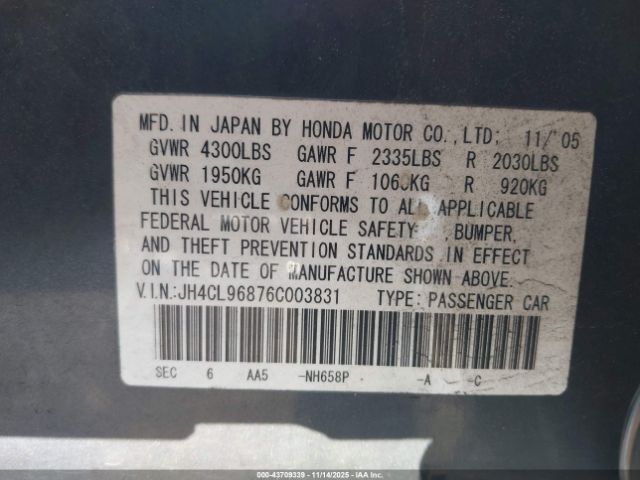 MFD. IN JAPAN BY HONDA MOTOR CO.,LTD; 11/'05
GVWR 4300LBS GAWR F 2335LBS R 2030LBS
GVWR 1950KG GAWR F 1060KG R 920KG
THIS VEHICLE CONFORMS TO ALL APPLICABLE
FEDERAL MOTOR VEHICLE SAFETY , BUMPER,
AND THEFT PREVENTION STANDARDS IN EFFECT
ON THE DATE OF MANUFACTURE SHOWN ABOVE.
V.I.N.:JH4CL96876C003831 TYPE: PASSENGER CAR
SEC 6 AA5 -NH658P -A -C
000-43709339 - 11/14/2025 - IAA Inc.